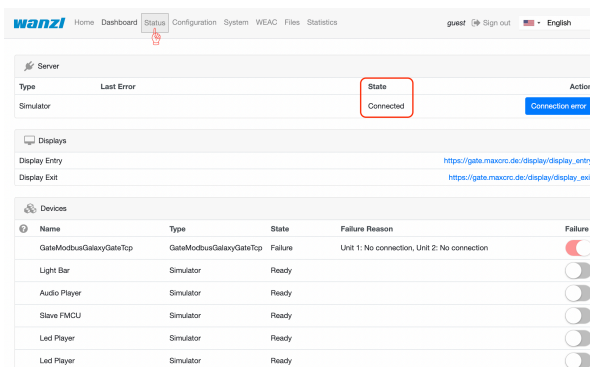 wanzl Home Dashboard Status Configuration System WEAC Files Statistics guest Sign out English
Server
Type Last Error State Action
Simulator Connected Connection error
Displays
Display Entry https://gate.maxcrc.de:/display/display_entry
Display Exit https://gate.maxcrc.de:/display/display_exi
Devices
Name Type State Failure Reason Failure
GateModbusGalaxyGateTcp GateModbusGalaxyGateTcp Failure Unit 1: No connection, Unit 2: No connection
Light Bar Simulator Ready
Audio Player Simulator Ready
Slave FMCU Simulator Ready
Led Player Simulator Ready
Led Player Simulator Ready